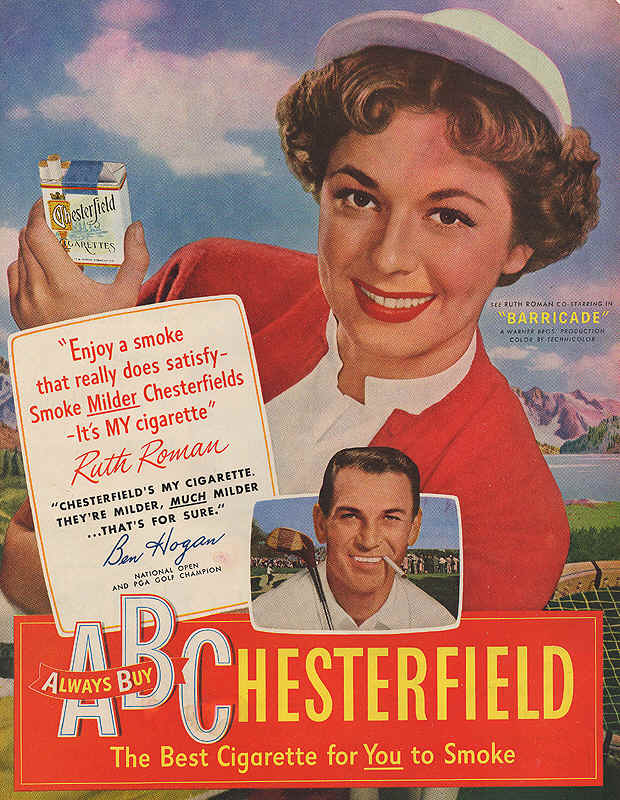 Chesterfield
CIGARETTES
SEE RUTH ROMAN CO-STARRING IN
"BARRICADE"
A WARNER BROS. PRODUCTION
COLOR BY TECHNICOLOR
"Enjoy a smoke
that really does satisfy-
Smoke Milder Chesterfields
-It's MY cigarette"
Ruth Roman
"CHESTERFIELD'S MY CIGARETTE.
THEY'RE MILDER, MUCH MILDER
...THAT'S FOR SURE."
Ben Hogan
NATIONAL OPEN
AND PGA GOLF CHAMPION
ABCHESTERFIELD
ALWAYS BUY
The Best Cigarette for You to Smoke